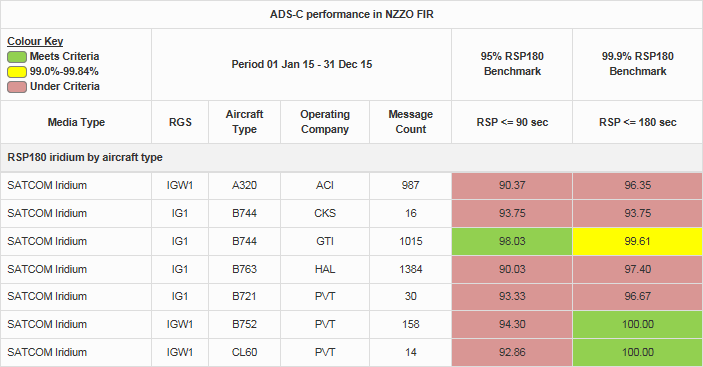 ADS-C performance in NZZO FIR
Colour Key
Meets Criteria
99.0%-99.84%
Under Criteria
Period 01 Jan 15 - 31 Dec 15
95% RSP180
Benchmark
99.9% RSP180
Benchmark
Media Type RGS Aircraft Type Operating Company Message Count RSP <= 90 sec RSP <= 180 sec
RSP180 iridium by aircraft type
SATCOM Iridium IGW1 A320 ACI 987 90.37 96.35
SATCOM Iridium IG1 B744 CKS 16 93.75 93.75
SATCOM Iridium IG1 B744 GTI 1015 98.03 99.61
SATCOM Iridium IG1 B763 HAL 1384 90.03 97.40
SATCOM Iridium IG1 B721 PVT 30 93.33 96.67
SATCOM Iridium IGW1 B752 PVT 158 94.30 100.00
SATCOM Iridium IGW1 CL60 PVT 14 92.86 100.00